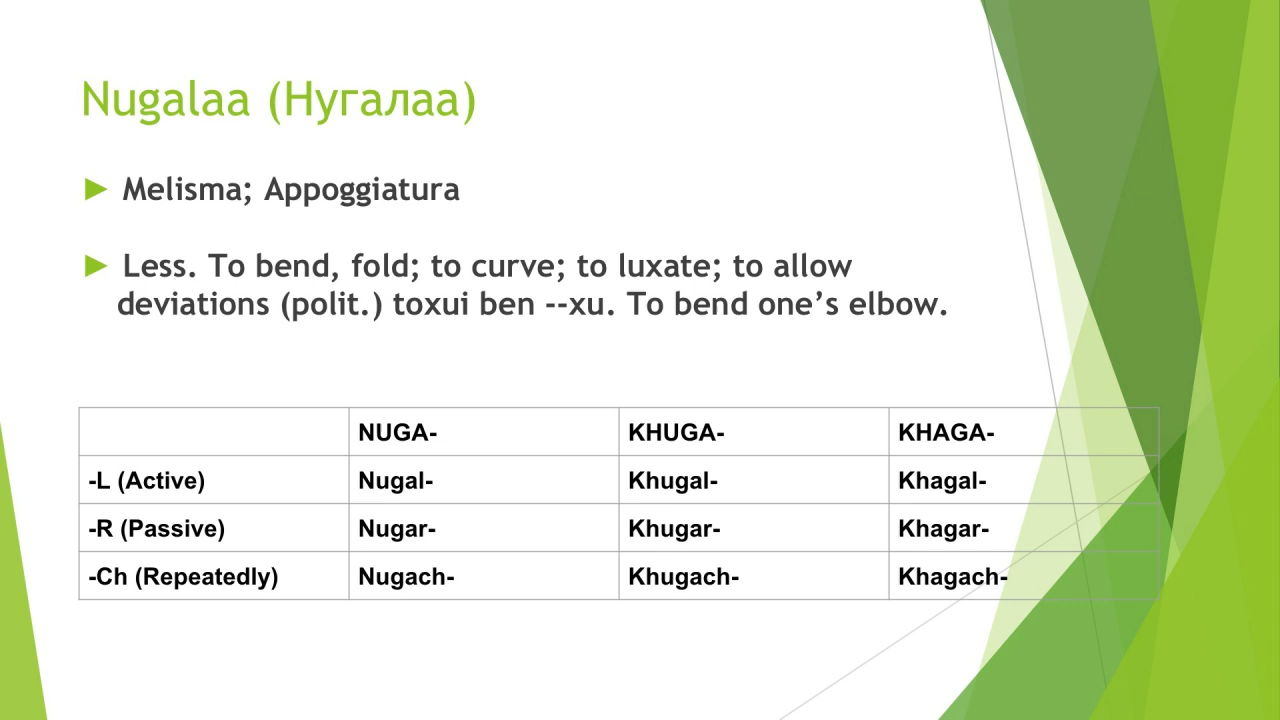 Nugalaa (Нугалаа)
► Melisma; Appoggiatura
► Less. To bend, fold; to curve; to luxate; to allow
deviations (polit.) toxui ben --xu. To bend one’s elbow.
NUGA- KHUGA- KHAGA-
-L (Active) Nugal- Khugal- Khagal-
-R (Passive) Nugar- Khugar- Khagar-
-Ch (Repeatedly) Nugach- Khugach- Khagach-